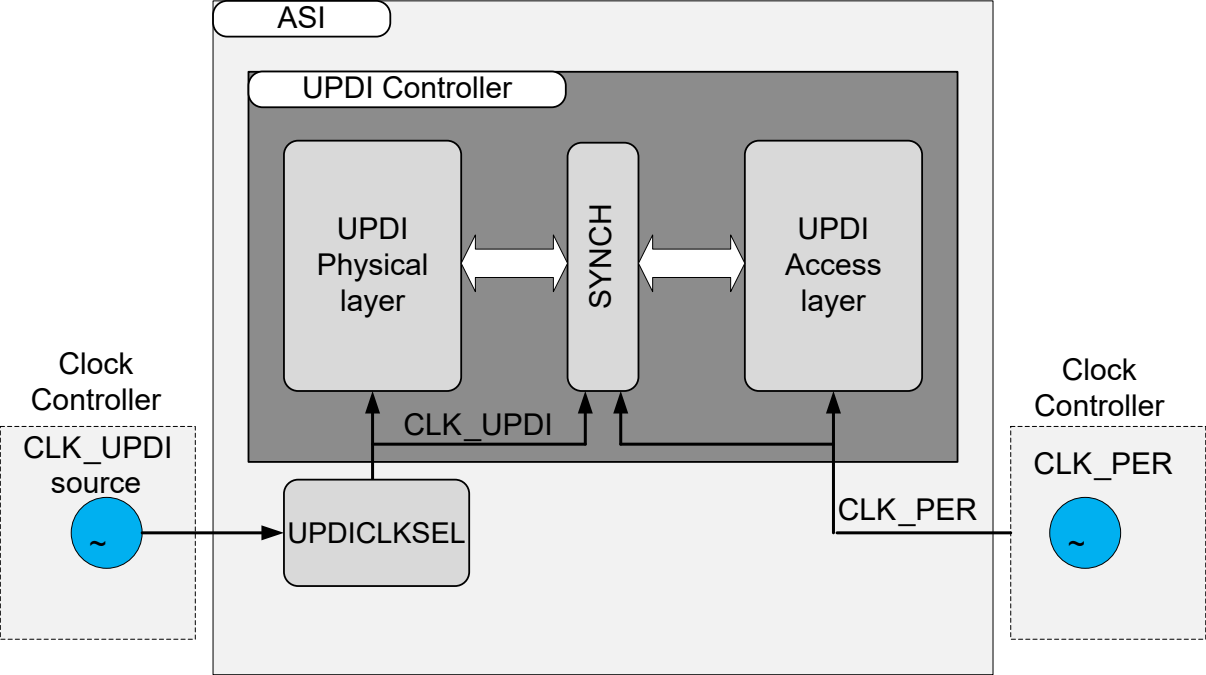 ASI
UPDI Controller
UPDI
Physical
layer
SYNCH
UPDI
Access
layer
CLK_UPDI
Clock
Controller
CLK_UPDI
source
~
UPDICLKSEL
CLK_PER
Clock
Controller
CLK_PER
~